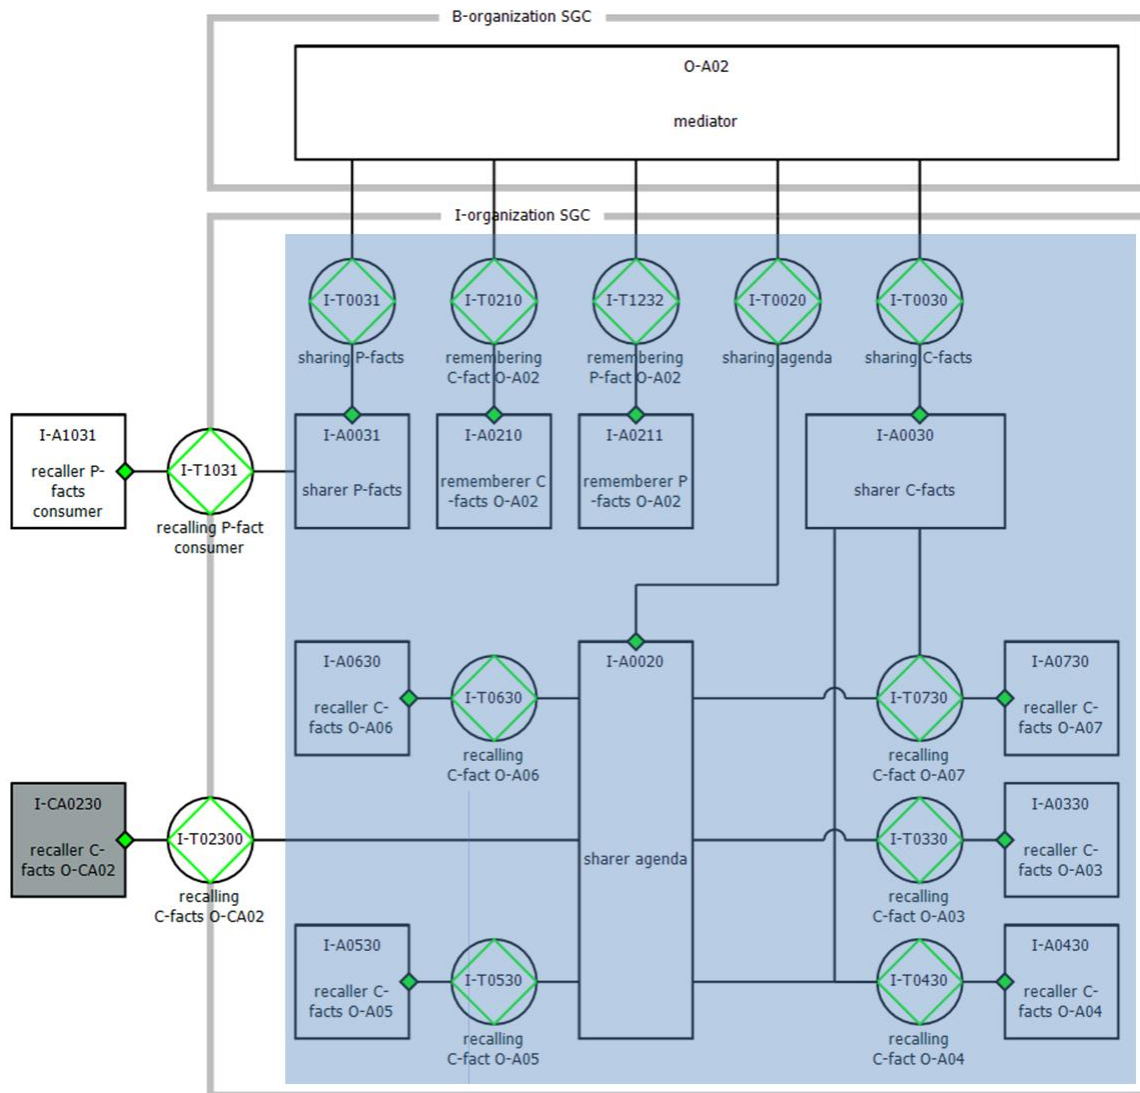 B-organization SGC
O-A02
mediator
I-organization SGC
I-T0031
I-T0210
I-T1232
I-T0020
I-T0030
sharing P-facts
remembering
C-fact O-A02
remembering
P-fact O-A02
sharing agenda
sharing C-facts
I-A1031
recaller P-
facts
consumer
I-T1031
recalling P-fact
consumer
I-A0031
sharer P-facts
I-A0210
rememberer C
-facts O-A02
I-A0211
rememberer P
-facts O-A02
I-A0030
sharer C-facts
I-A0630
recaller C-
facts O-A06
I-T0630
recalling
C-fact O-A06
I-A0020
sharer agenda
I-T0730
recalling
C-fact O-A07
I-A0730
recaller C-
facts O-A07
I-CA0230
recaller C-
facts O-CA02
I-T02300
recalling
C-facts O-CA02
I-T0330
recalling
C-fact O-A03
I-A0330
recaller C-
facts O-A03
I-A0530
recaller C-
facts O-A05
I-T0530
recalling
C-fact O-A05
I-T0430
recalling
C-fact O-A04
I-A0430
recaller C-
facts O-A04